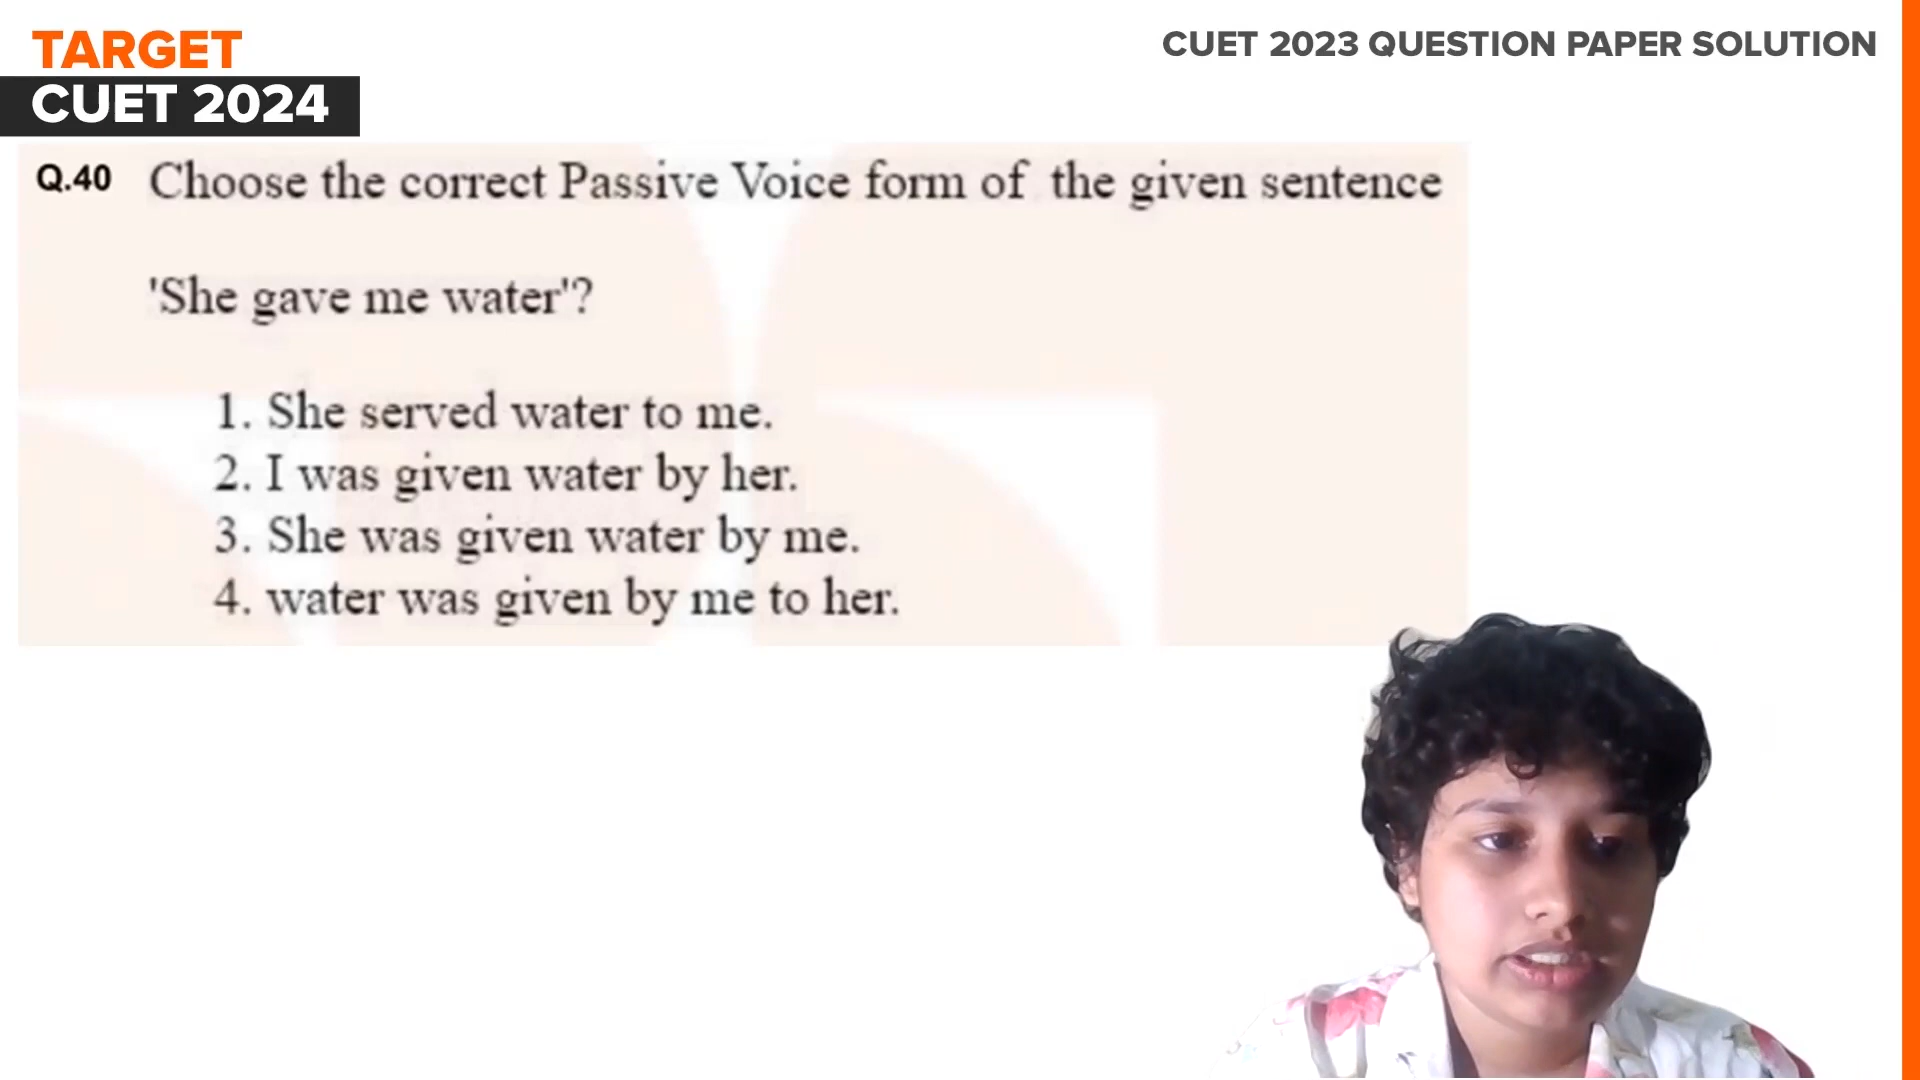 TARGET
CUET 2024
CUET 2023 QUESTION PAPER SOLUTION
Q.40 Choose the correct Passive Voice form of the given sentence
'She gave me water'?
1. She served water to me.
2. I was given water by her.
3. She was given water by me.
4. water was given by me to her.